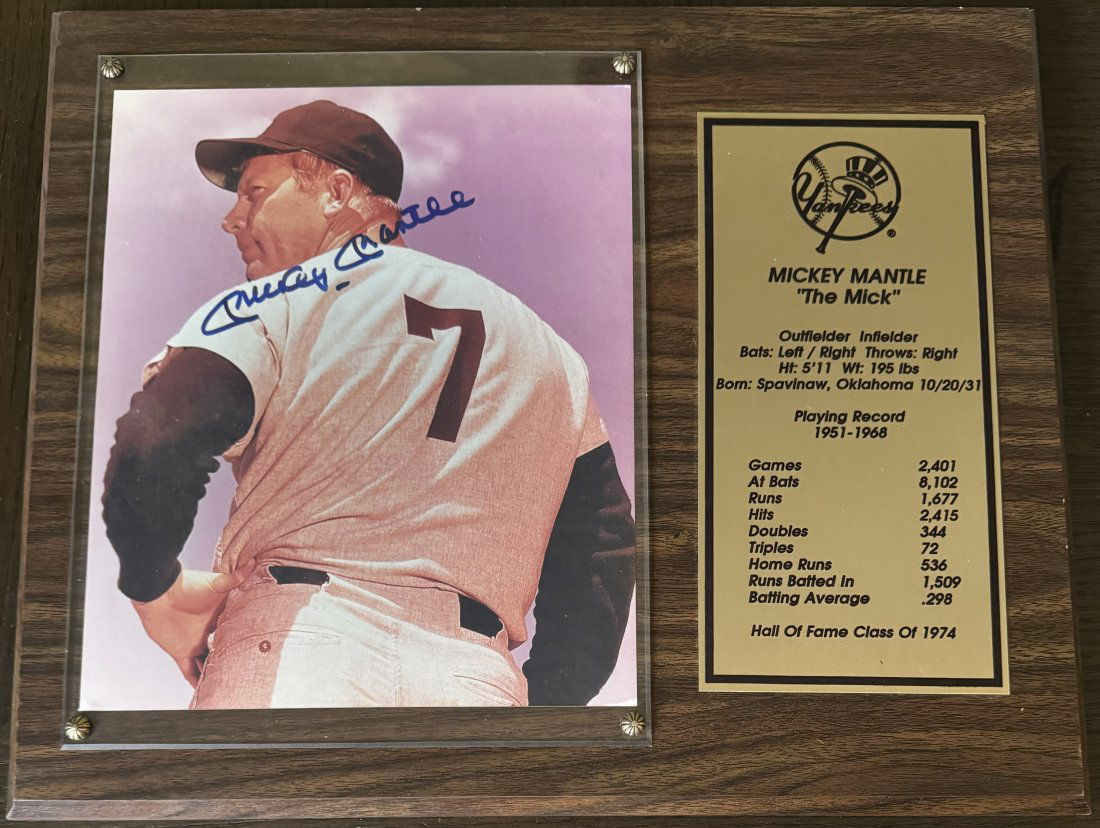 Mickey Mantle
7
Yankees
®
MICKEY MANTLE
"The Mick"
Outfielder Infielder
Bats: Left / Right Throws: Right
Ht: 5'11 Wt: 195 lbs
Born: Spavinaw, Oklahoma 10/20/31
Playing Record
1951-1968
Games 2,401
At Bats 8,102
Runs 1,677
Hits 2,415
Doubles 344
Triples 72
Home Runs 536
Runs Batted In 1,509
Batting Average .298
Hall Of Fame Class Of 1974